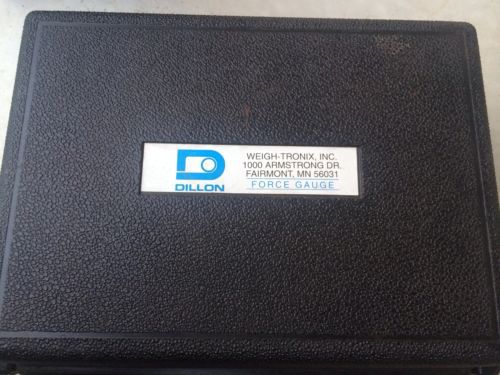 DILLON
WEIGH-TRONIX, INC.
1000 ARMSTRONG DR.
FAIRMONT, MN 56031
FORCE GAUGE